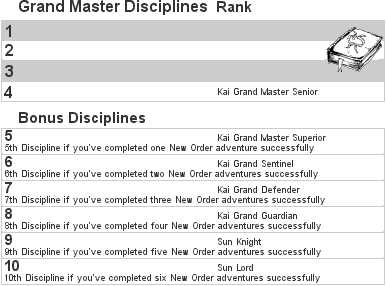 Grand Master Disciplines Rank
1
2
3
4 Kai Grand Master Senior
Bonus Disciplines
5 Kai Grand Master Superior
5th Discipline if you've completed one New Order adventure successfully
6 Kai Grand Sentinel
6th Discipline if you've completed two New Order adventures successfully
7 Kai Grand Defender
7th Discipline if you've completed three New Order adventures successfully
8 Kai Grand Guardian
8th Discipline if you've completed four New Order adventures successfully
9 Sun Knight
9th Discipline if you've completed five New Order adventures successfully
10 Sun Lord
10th Discipline if you've completed six New Order adventures successfully